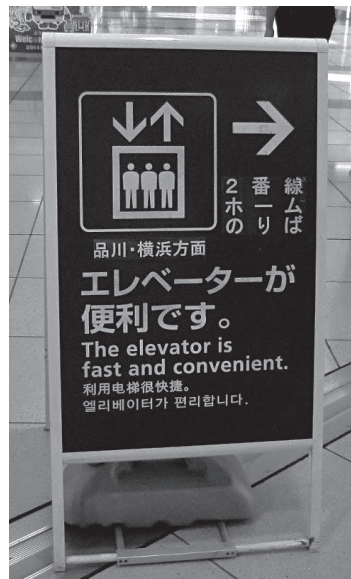 2番線
ホーム
のりば
品川・横浜方面
エレベーターが
便利です。
The elevator is
fast and convenient.
利用电梯很快捷。
엘리베이터가 편리합니다.